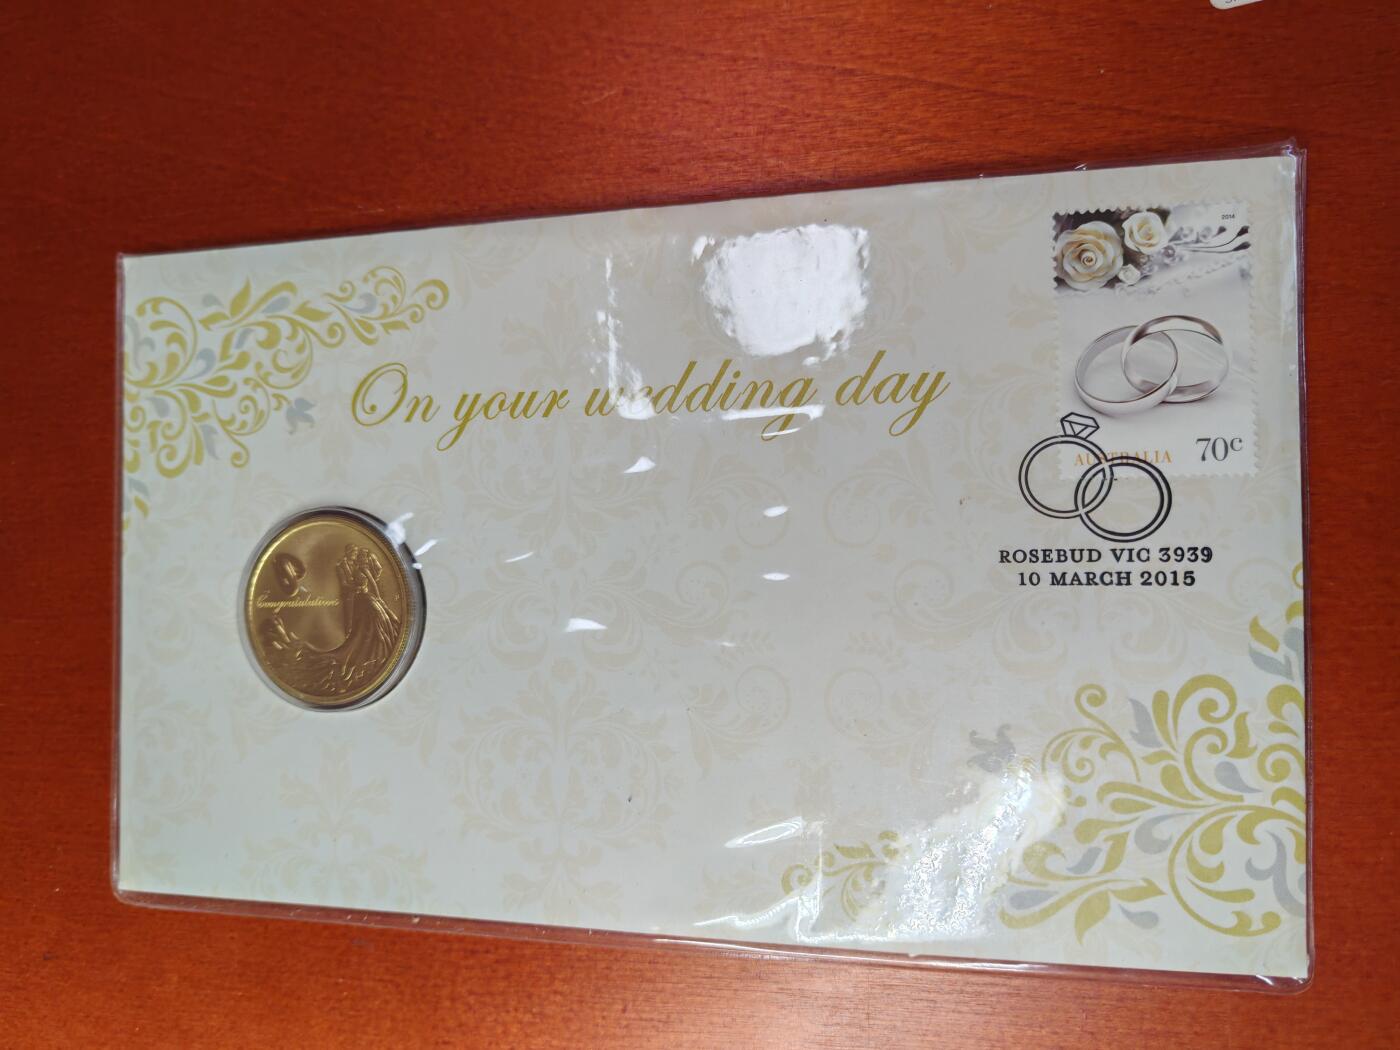 2014
On your wedding day
AUSTRALIA 70c
Congratulations
ROSEBUD VIC 3939
10 MARCH 2015